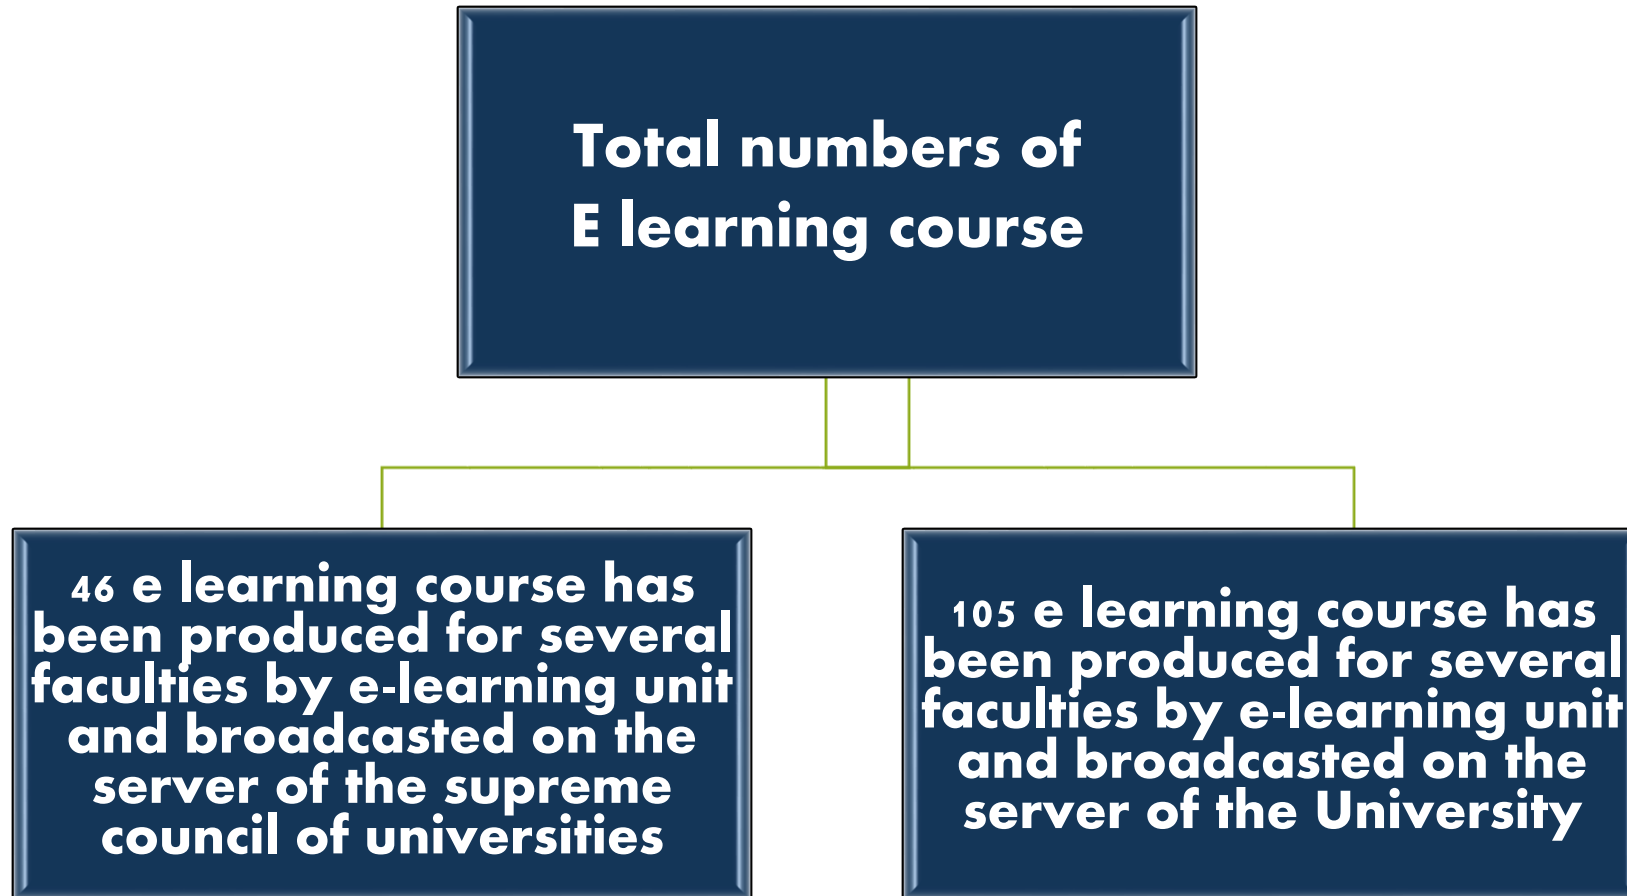 Total numbers of
E learning course
46 e learning course has
been produced for several
faculties by e-learning unit
and broadcasted on the
server of the supreme
council of universities
105 e learning course has
been produced for several
faculties by e-learning unit
and broadcasted on the
server of the University